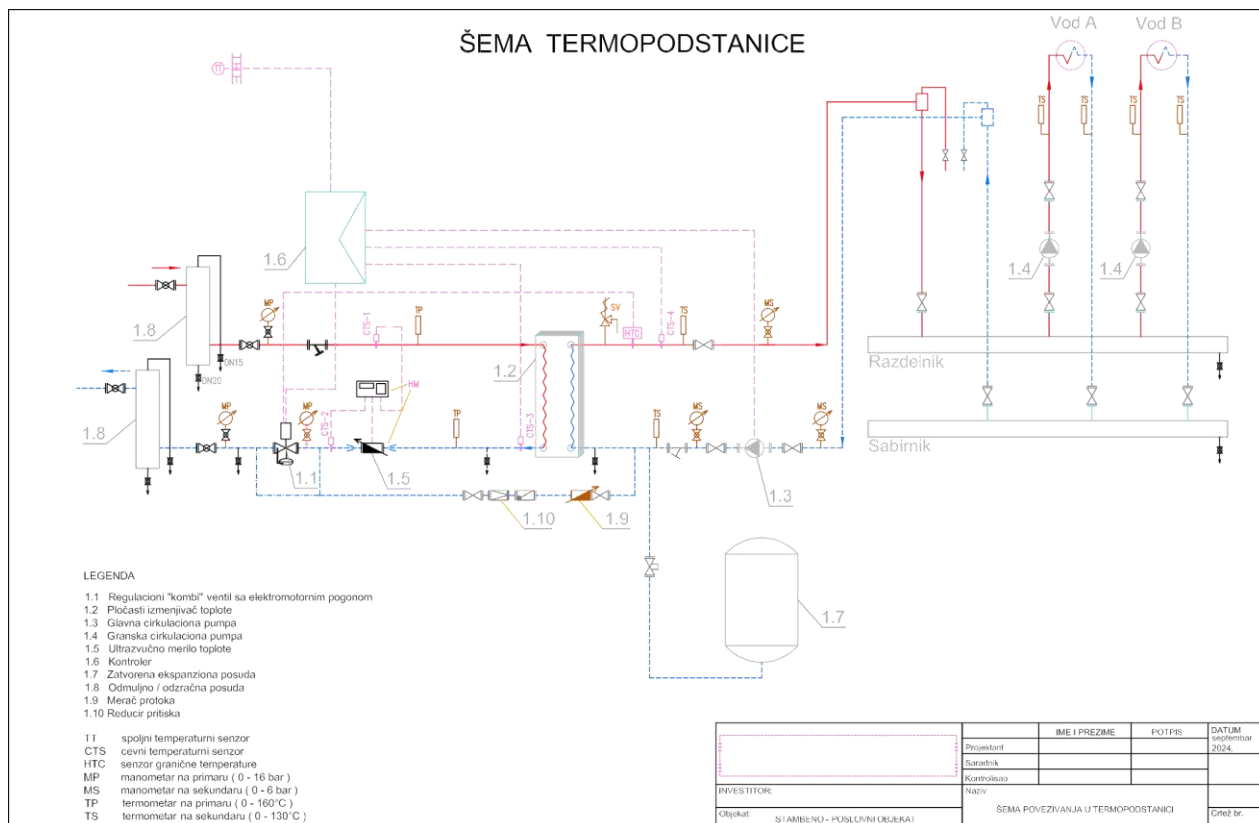 ŠEMA TERMOPODSTANICE
Vod A
Vod B
TT
TS
TS
TS
TS
1.4
1.4
1.6
1.8
DN15
DN20
MP
CTS-1
TP
SV
HTC
CTS-4
TS
MS
1.2
Razdelnik
HM
1.8
MP
MP
CTS-2
TP
CTS-3
TS
MS
MS
Sabirnik
1.1
1.5
1.3
1.10
1.9
1.7
LEGENDA
1.1 Regulacioni "kombi" ventil sa elektromotornim pogonom
1.2 Pločasti izmenjivač toplote
1.3 Glavna cirkulaciona pumpa
1.4 Granska cirkulaciona pumpa
1.5 Ultrazvučno merilo toplote
1.6 Kontroler
1.7 Zatvorena ekspanziona posuda
1.8 Odmuljno / odzračna posuda
1.9 Merač protoka
1.10 Reducir pritiska
TT spoljni temperaturni senzor
CTS cevni temperaturni senzor
HTC senzor granične temperature
MP manometar na primaru ( 0 - 16 bar )
MS manometar na sekundaru ( 0 - 6 bar )
TP termometar na primaru ( 0 - 160°C )
TS termometar na sekundaru ( 0 - 130°C )
IME I PREZIME
POTPIS
DATUM
septembar
2024.
Projektant
Saradnik
Kontrolisao
INVESTITOR:
Naziv
ŠEMA POVEZIVANJA U TERMOPODSTANICI
Objekat:
STAMBENO - POSLOVNI OBJEKAT
Crtež br.